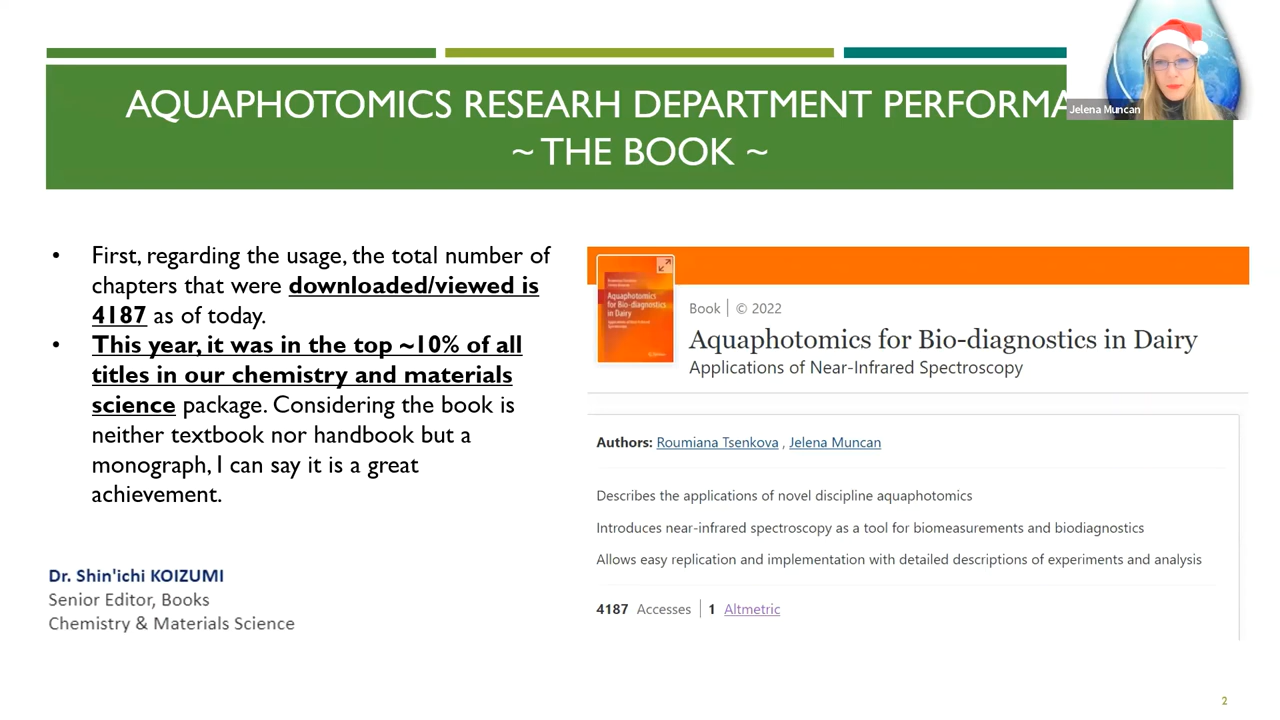 AQUAPHOTOMICS RESEARH DEPARTMENT PERFORMA
~ THE BOOK ~
Jelena Muncan
• First, regarding the usage, the total number of
chapters that were downloaded/viewed is
4187 as of today.
• This year, it was in the top ~10% of all
titles in our chemistry and materials
science package. Considering the book is
neither textbook nor handbook but a
monograph, I can say it is a great
achievement.
Dr. Shin'ichi KOIZUMI
Senior Editor, Books
Chemistry & Materials Science
Aquaphotomics
for Bio-diagnostics
in Dairy
Book | © 2022
Aquaphotomics for Bio-diagnostics in Dairy
Applications of Near-Infrared Spectroscopy
Authors: Roumiana Tsenkova , Jelena Muncan
Describes the applications of novel discipline aquaphotomics
Introduces near-infrared spectroscopy as a tool for biomeasurements and biodiagnostics
Allows easy replication and implementation with detailed descriptions of experiments and analysis
4187 Accesses | 1 Altmetric
2